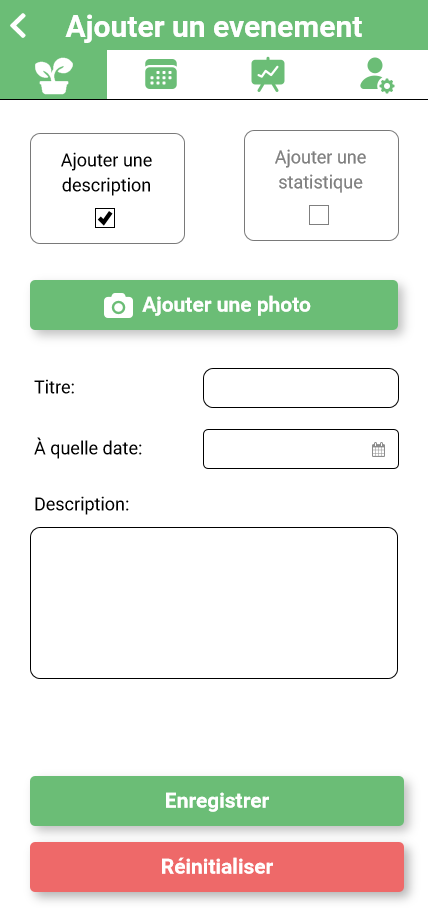 Ajouter un evenement
Ajouter une
description
Ajouter une
statistique
Ajouter une photo
Titre:
À quelle date:
Description:
Enregistrer
Réinitialiser